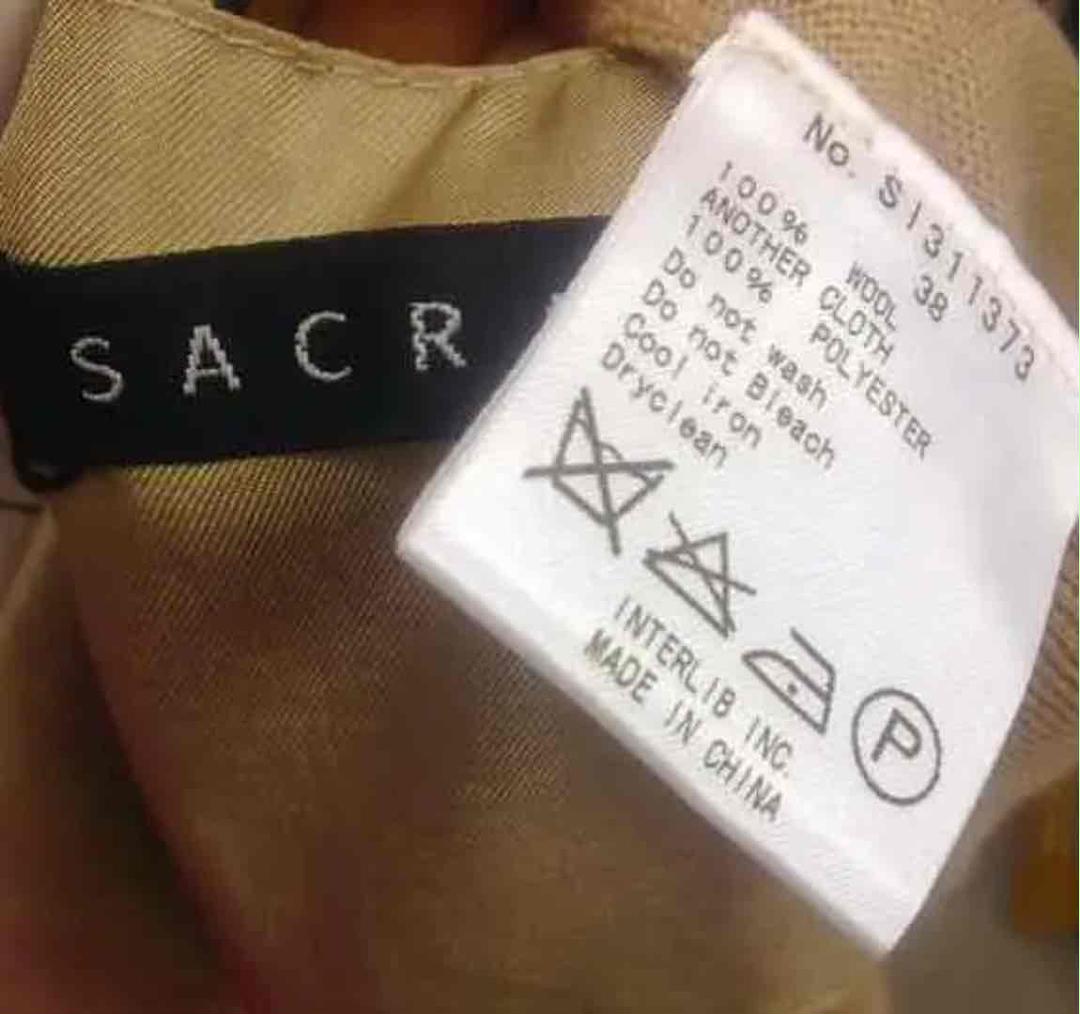 SACR
No. S1311373
38
100% WOOL
ANOTHER CLOTH
100% POLYESTER
Do not wash
Do not Bleach
Cool iron
Dryclean
P
INTERLIB INC.
MADE IN CHINA